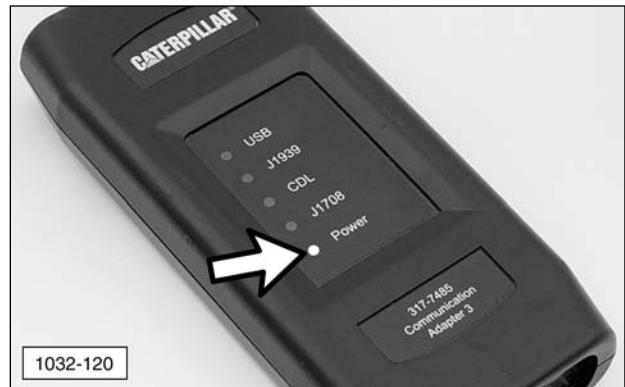 CATERPILLAR®
USB
J1939
CDL
J1708
Power
317-7485
Communication
Adapter 3
1032-120